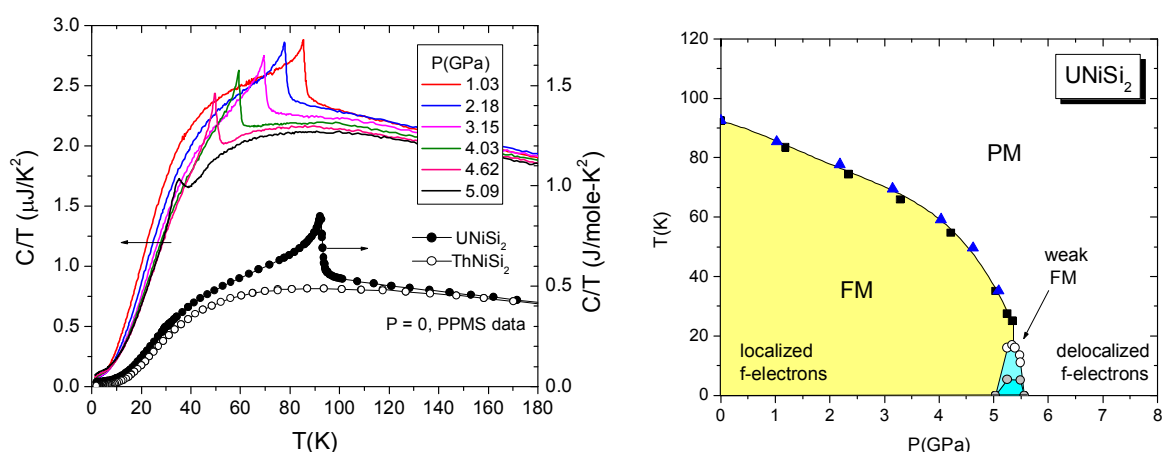 3.0
2.5
2.0
1.5
1.0
0.5
0.0
C/T (μJ/K²)
P(GPa)
1.03
2.18
3.15
4.03
4.62
5.09
UNiSi₂
ThNiSi₂
P = 0, PPMS data
1.5
1.0
0.5
0.0
C/T (J/mole-K²)
0 20 40 60 80 100 120 140 160 180
T(K)
120
100
80
60
40
20
0
T(K)
UNiSi₂
PM
FM
weak
FM
localized
f-electrons
delocalized
f-electrons
0 1 2 3 4 5 6 7 8
P(GPa)